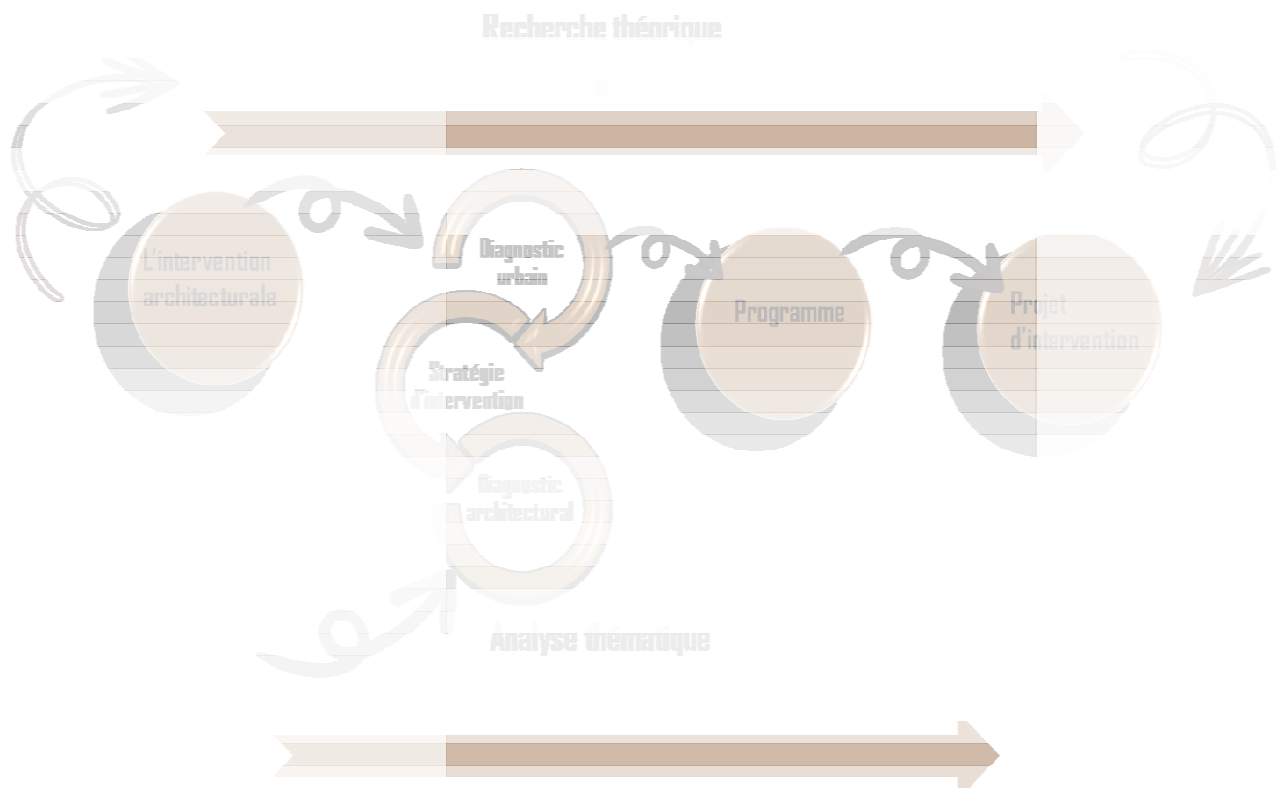 Recherche théorique
Diagnostic
urbain
L'intervention
architecturale
Programme
Projet
d'intervention
Stratégie
d'intervention
Diagnostic
architectural
Analyse thématique